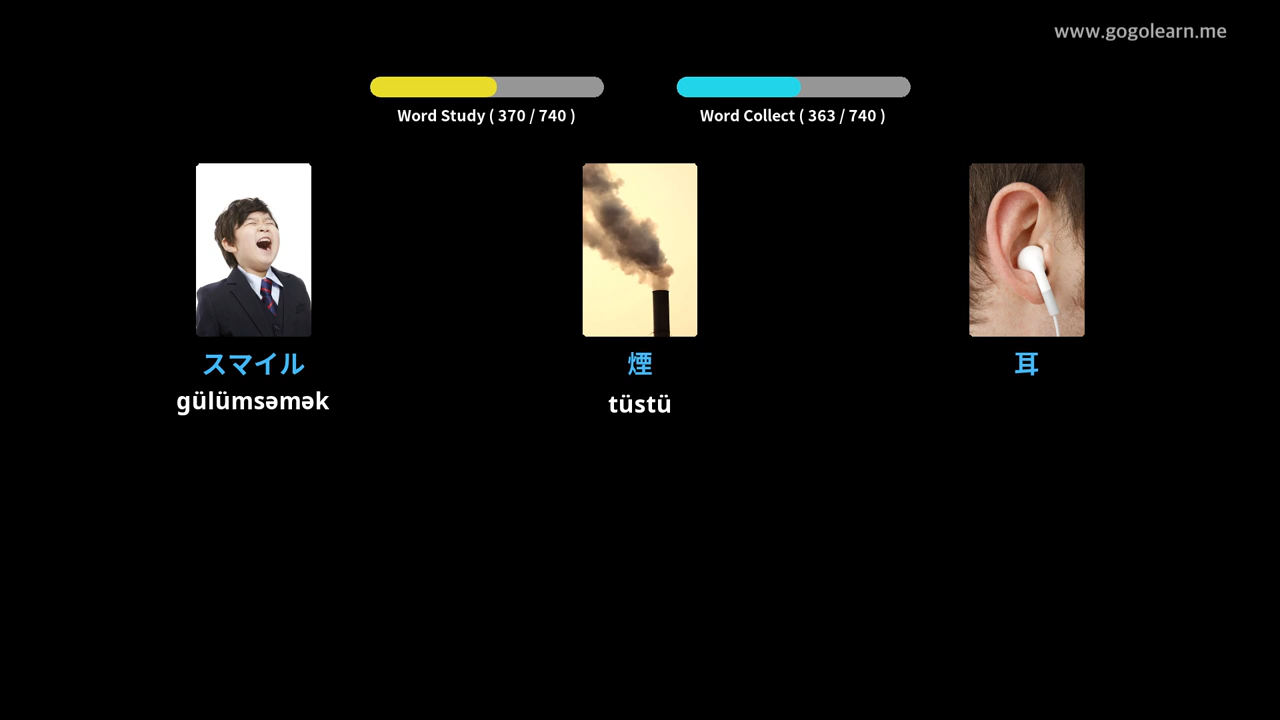 www.gogolearn.me
Word Study ( 370 / 740 )
Word Collect ( 363 / 740 )
スマイル
煙
耳
gülümsəmək
tüstü